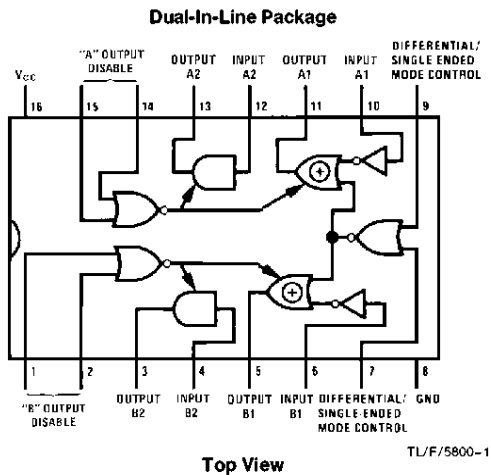 Dual-In-Line Package
VCC
"A" OUTPUT
DISABLE
OUTPUT
A2
INPUT
A2
OUTPUT
A1
INPUT
A1
DIFFERENTIAL/
SINGLE ENDED
MODE CONTROL
16
15
14
13
12
11
10
9
1
2
3
4
5
6
7
8
"B" OUTPUT
DISABLE
OUTPUT
B2
INPUT
B2
OUTPUT
B1
INPUT
B1
DIFFERENTIAL/
SINGLE-ENDED
MODE CONTROL
GND
TL/F/5800-1
Top View